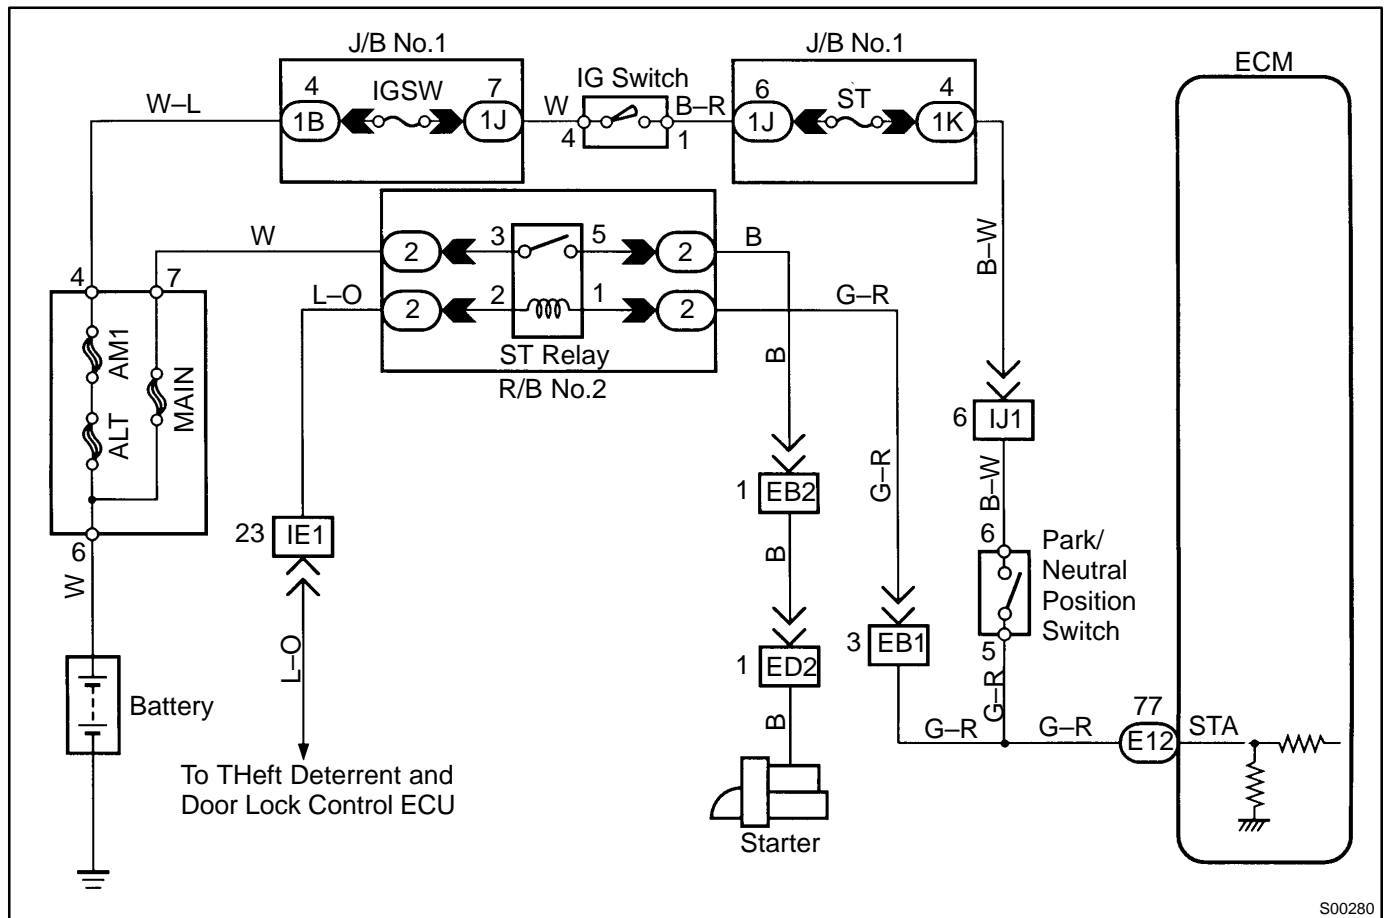 J/B No.1
J/B No.1
ECM
IG Switch
4
IGSW
7
6
ST
4
W–L
1B
1J
W
B–R
1J
1K
4
1
W
2
3
5
2
B
B–W
4
7
L–O
2
2
1
2
G–R
ST Relay
R/B No.2
AM1
MAIN
ALT
B
6
IJ1
G–R
B–W
1
EB2
23
IE1
6
6
Park/
Neutral
Position
Switch
W
B
L–O
3
EB1
5
1
ED2
G–R
Battery
B
77
G–R
G–R
E12
STA
To THeft Deterrent and
Door Lock Control ECU
Starter
S00280